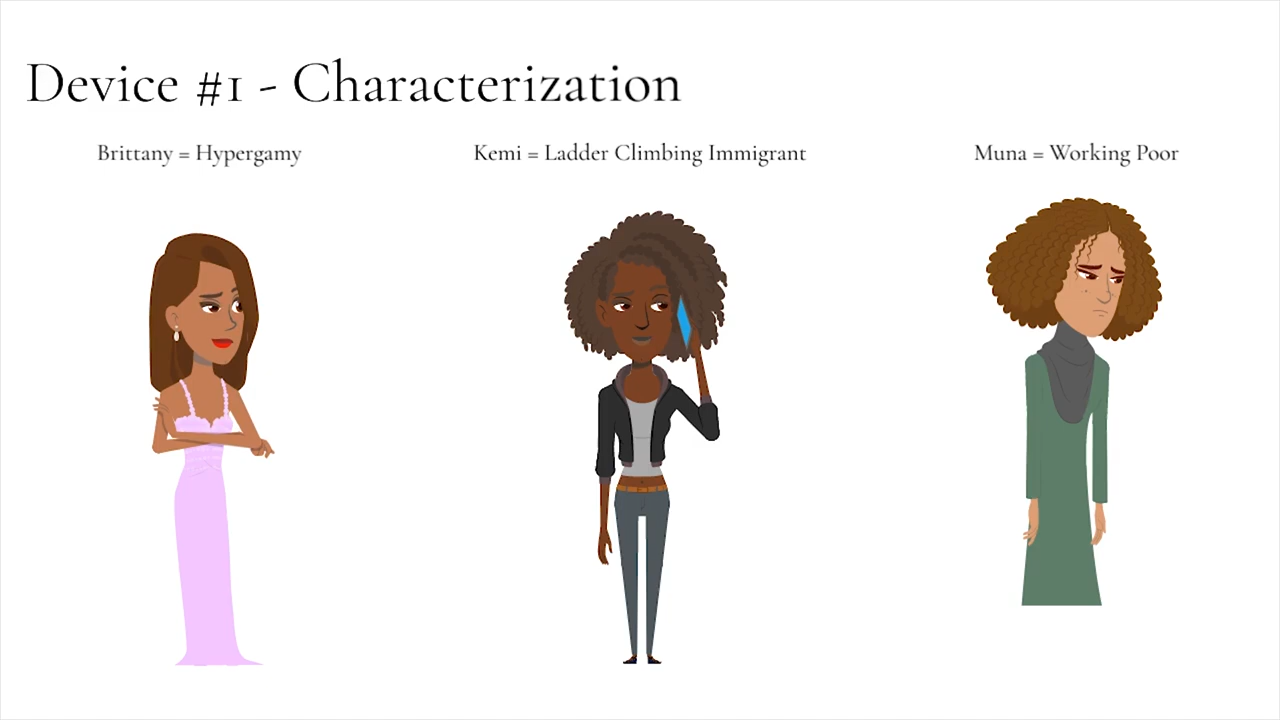 Device #1 - Characterization
Brittany = Hypergamy
Kemi = Ladder Climbing Immigrant
Muna = Working Poor